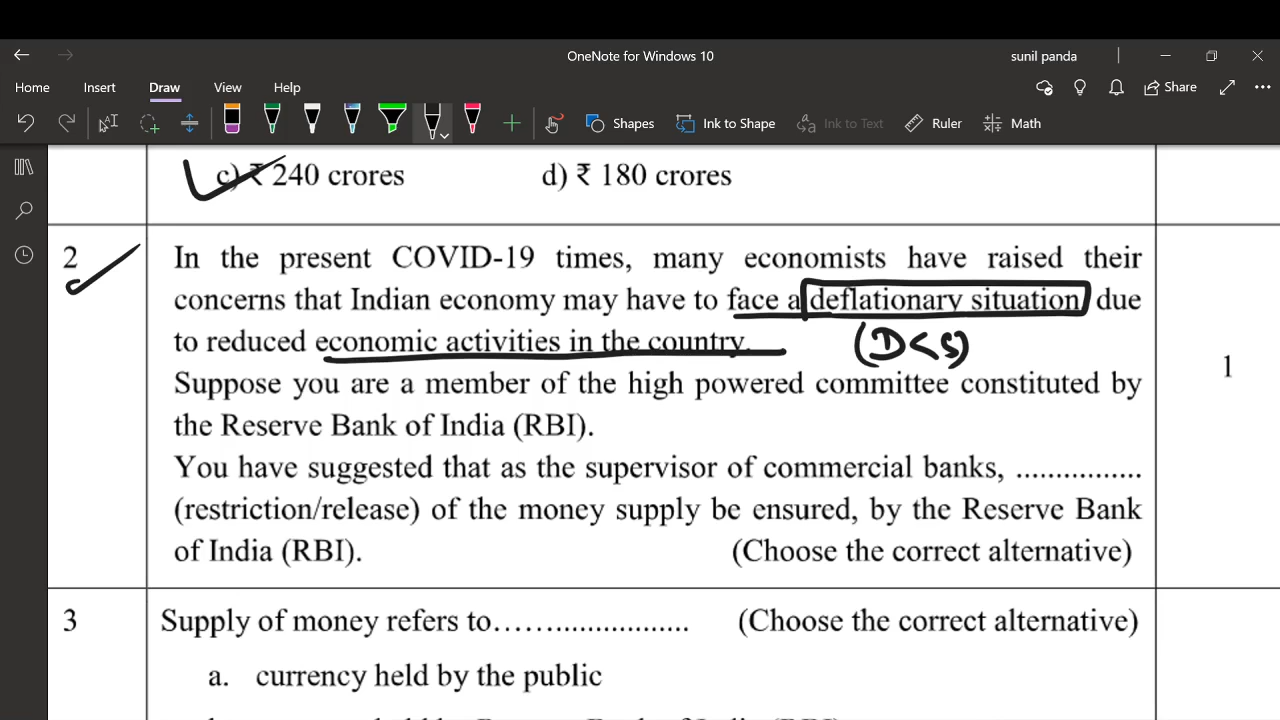 OneNote for Windows 10
sunil panda
Home Insert Draw View Help
Share
Shapes Ink to Shape Ink to Text Ruler Math
c) ₹ 240 crores d) ₹ 180 crores
2 In the present COVID-19 times, many economists have raised their
concerns that Indian economy may have to face a deflationary situation due
to reduced economic activities in the country.
(D<S)
1
Suppose you are a member of the high powered committee constituted by
the Reserve Bank of India (RBI).
You have suggested that as the supervisor of commercial banks, ................
(restriction/release) of the money supply be ensured, by the Reserve Bank
of India (RBI). (Choose the correct alternative)
3 Supply of money refers to……................. (Choose the correct alternative)
a. currency held by the public